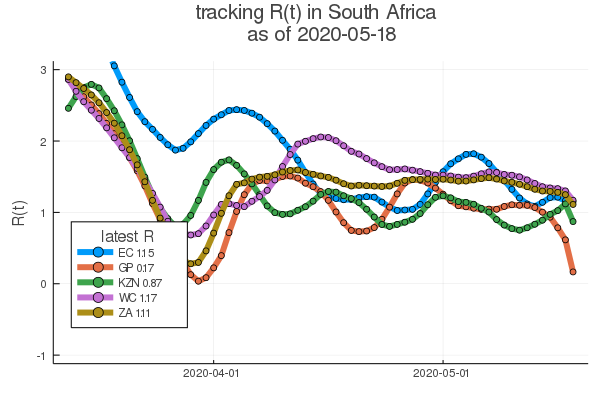 tracking R(t) in South Africa
as of 2020-05-18
3
2
1
0
-1
R(t)
latest R
EC 1.15
GP 0.17
KZN 0.87
WC 1.17
ZA 1.11
2020-04-01
2020-05-01